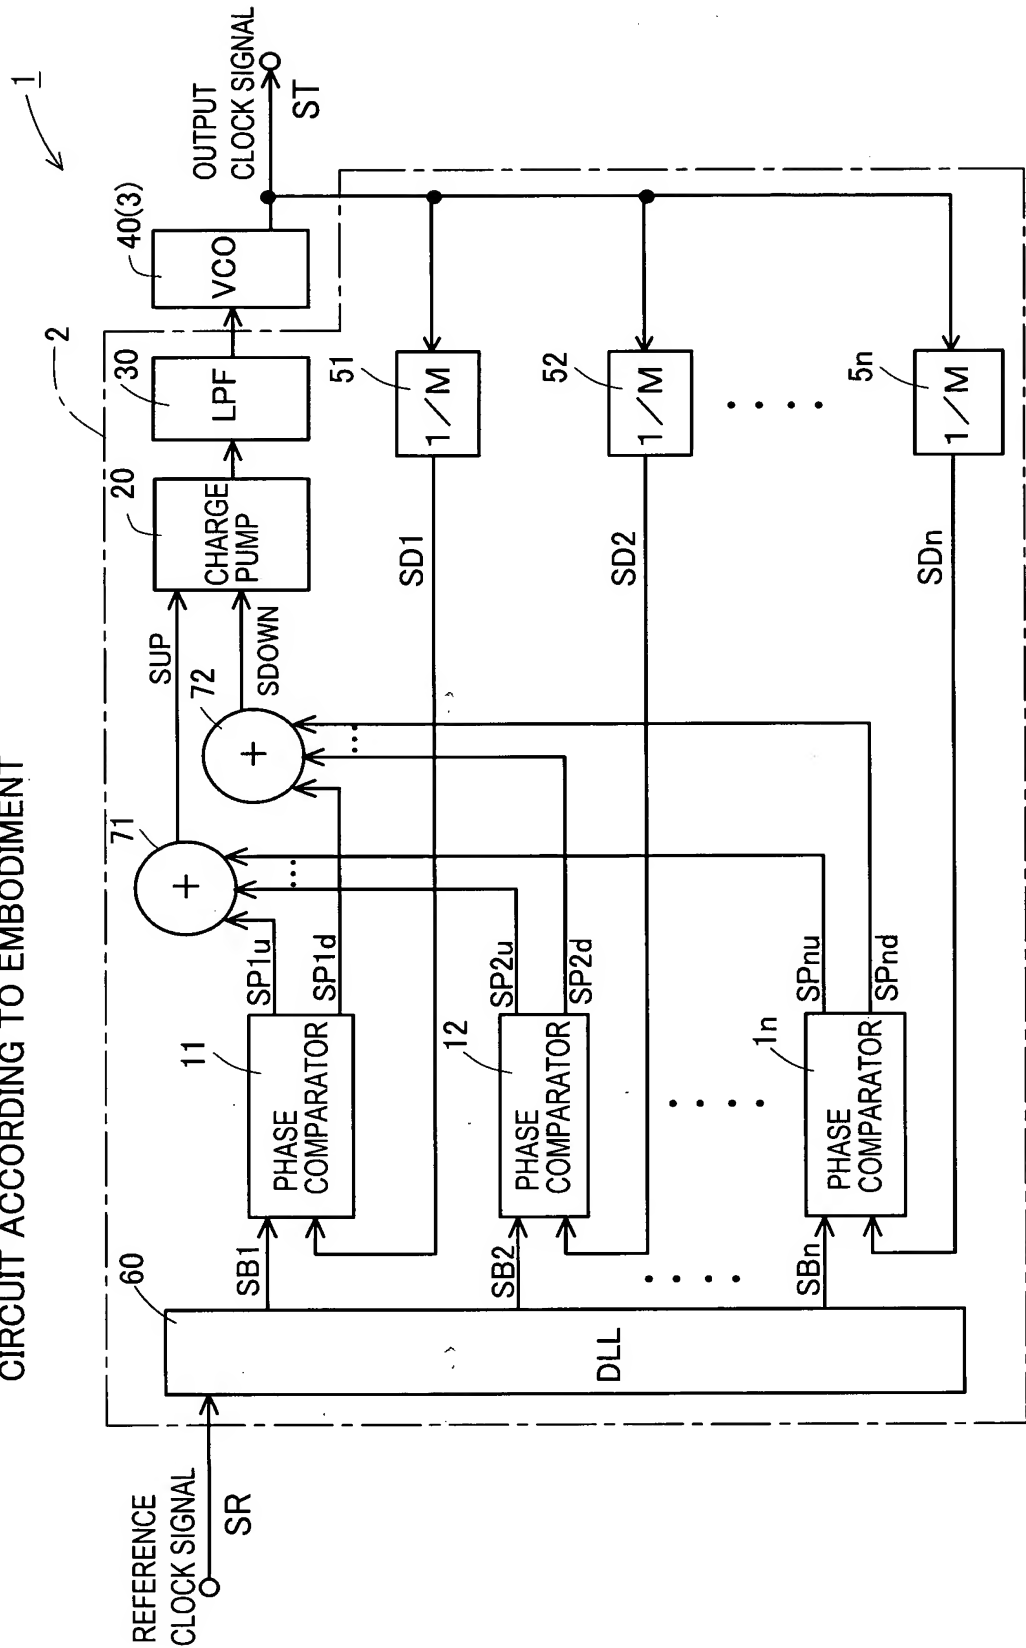 CIRCUIT ACCORDING TO EMBODIMENT
1
REFERENCE
CLOCK SIGNAL
SR
60
DLL
SB1
SB2
SBn
11
PHASE
COMPARATOR
12
PHASE
COMPARATOR
1n
PHASE
COMPARATOR
SP1u
SP1d
SP2u
SP2d
SPnu
SPnd
71
+
72
+
SUP
SDOWN
20
CHARGE
PUMP
30
LPF
2
40(3)
VCO
OUTPUT
CLOCK SIGNAL
ST
SD1
SD2
SDn
51
1/M
52
1/M
5n
1/M